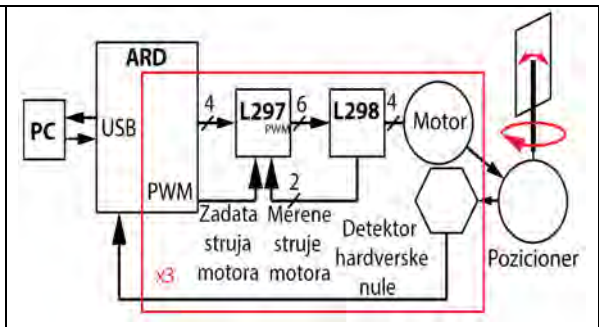 ARD
PC
USB
PWM
4
L297
PWM
6
L298
4
Motor
2
Zadata
struja
motora
Merene
struje
motora
Detektor
hardverske
nule
Pozicioner
x3